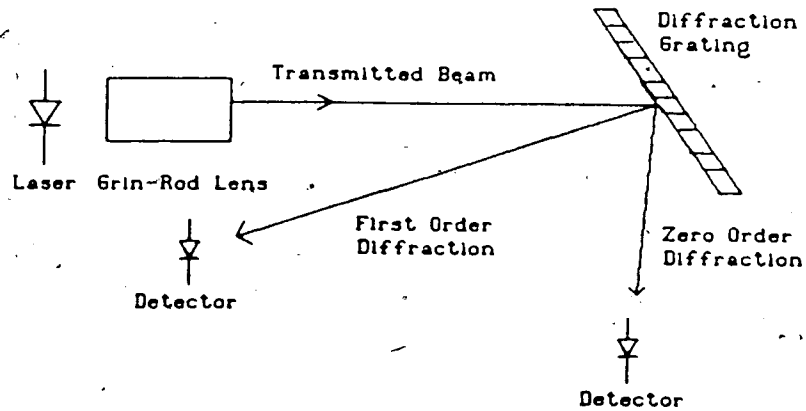 Diffraction
Grating
Transmitted Beam
Laser Grin-Rod Lens
First Order
Diffraction
Zero Order
Diffraction
Detector
Detector